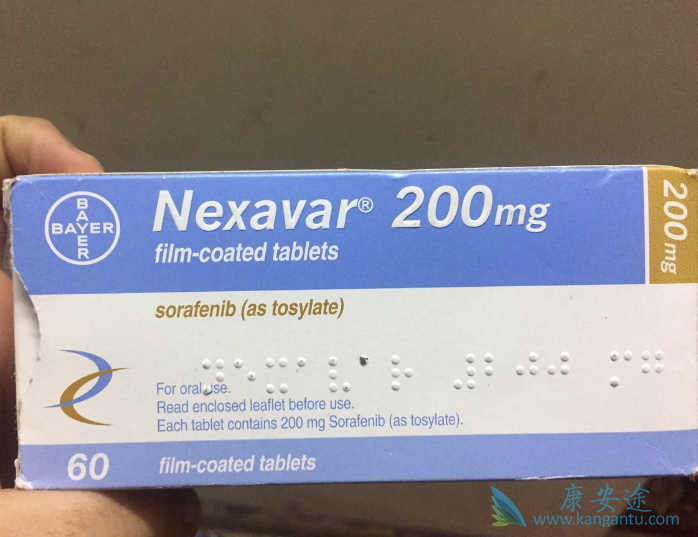 BAYER
BAYER
Nexavar® 200mg
200 mg
film-coated tablets
sorafenib (as tosylate)
For oral use.
Read enclosed leaflet before use.
Each tablet contains 200 mg Sorafenib (as tosylate).
60 film-coated tablets
康安途
www.kangantu.com